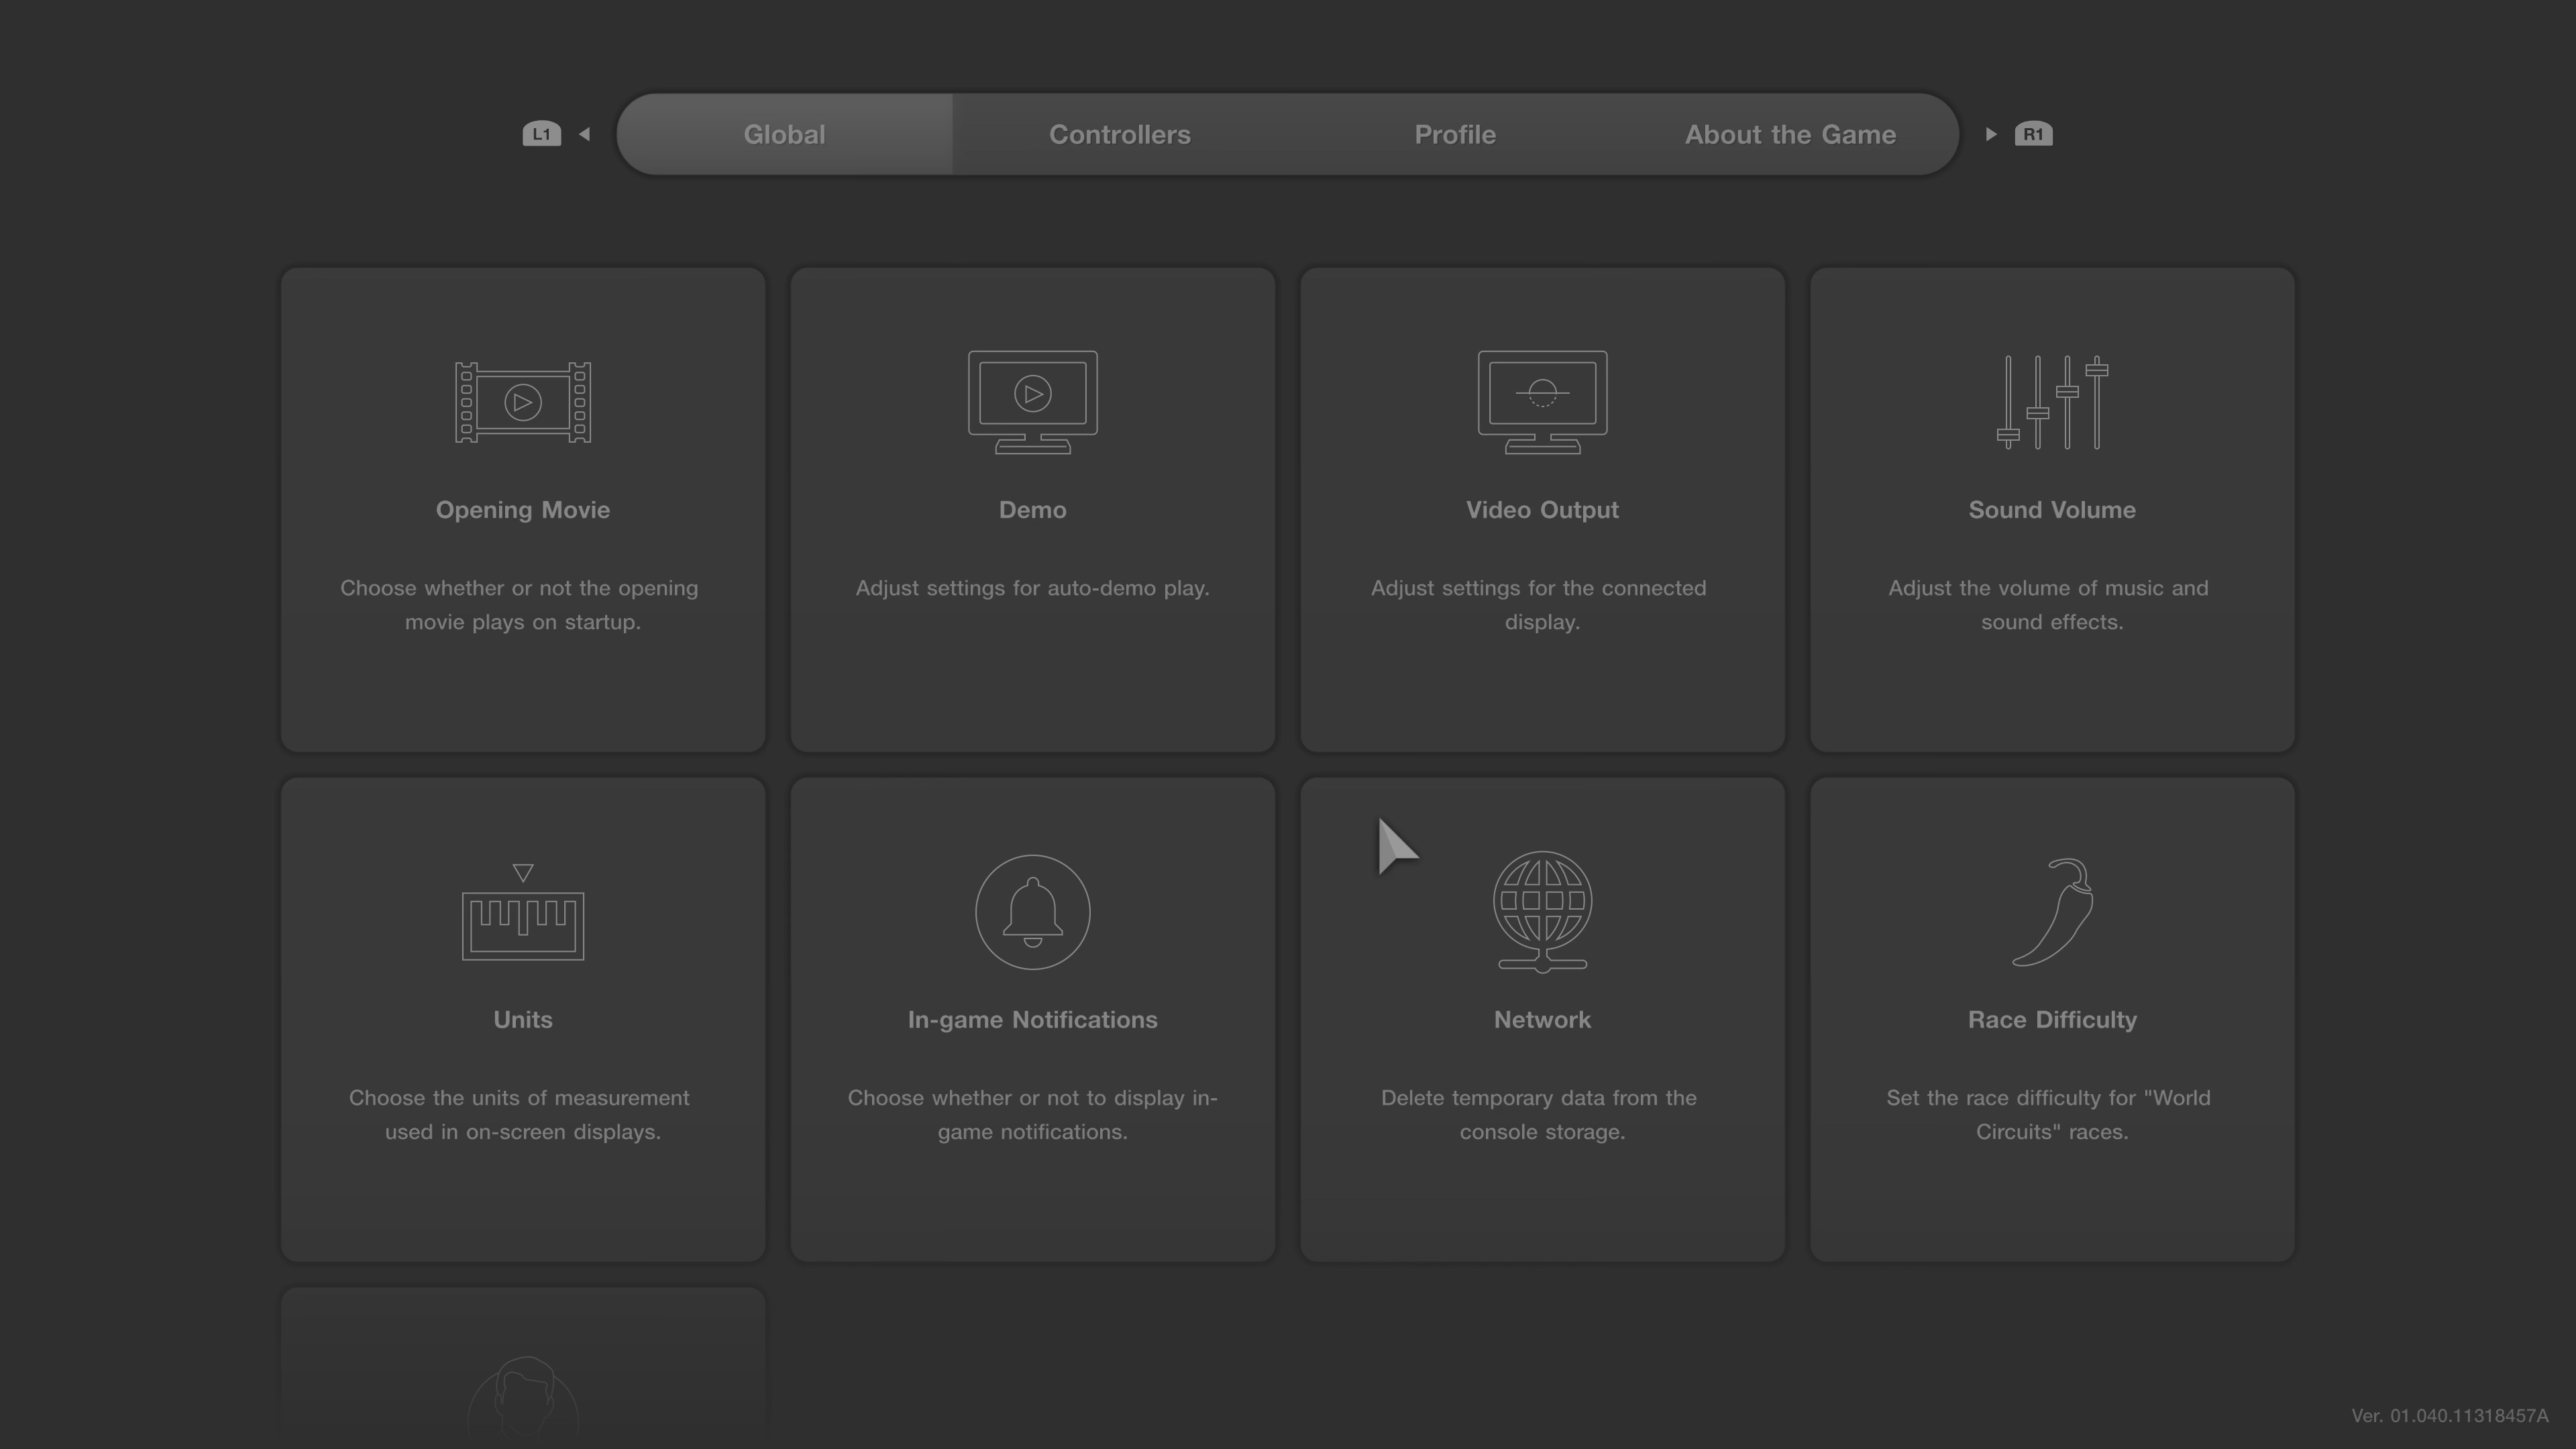 L1
Global
Controllers
Profile
About the Game
R1
Opening Movie
Choose whether or not the opening
movie plays on startup.
Demo
Adjust settings for auto-demo play.
Video Output
Adjust settings for the connected
display.
Sound Volume
Adjust the volume of music and
sound effects.
Units
Choose the units of measurement
used in on-screen displays.
In-game Notifications
Choose whether or not to display in-
game notifications.
Network
Delete temporary data from the
console storage.
Race Difficulty
Set the race difficulty for "World
Circuits" races.
Ver. 01.040.11318457A